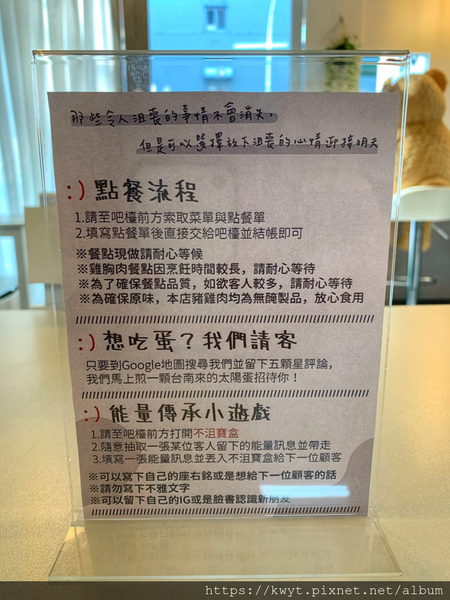 那些令人沮喪的事情不會消失，
但是可以選擇放下沮喪的心情迎接明天
:) 點餐流程
1.請至吧檯前方索取菜單與點餐單
2.填寫點餐單後直接交給吧檯並結帳即可
※餐點現做請耐心等候
※雞胸肉餐點因烹飪時間較長，請耐心等待
※為了確保餐點品質，如欲客人較多，請耐心等待
※為確保原味，本店豬雞肉均為無醃製品，放心食用
:) 想吃蛋？我們請客
只要到Google地圖搜尋我們並留下五顆星評論，
我們馬上煎一顆台南來的太陽蛋招待你！
:) 能量傳承小遊戲
1.請至吧檯前方打開不沮寶盒
2.隨意抽取一張某位客人留下的能量訊息並帶走
3.填寫一張能量訊息並丟入不沮寶盒給下一位顧客
※可以寫下自己的座右銘或是想給下一位顧客的話
※請勿寫下不雅文字
※可以留下自己的IG或是臉書認識新朋友
https://kwyt.pixnet.net/album